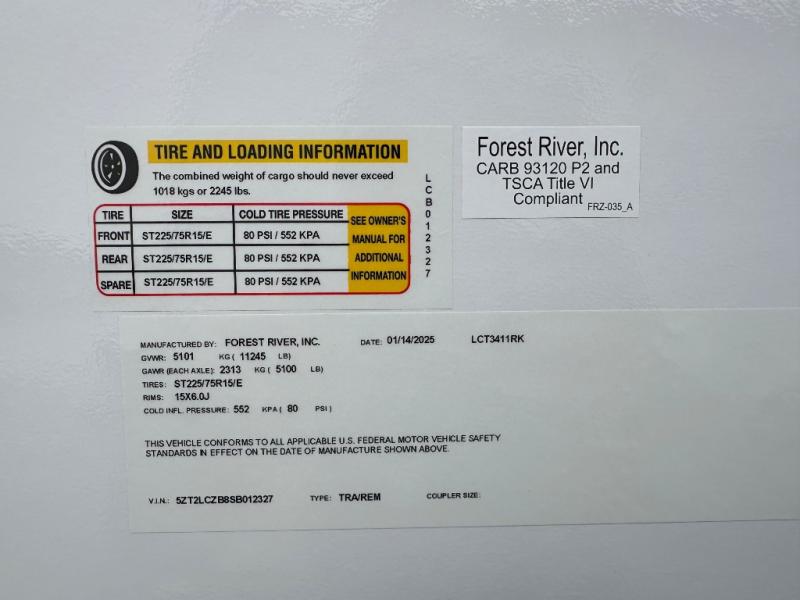 TIRE AND LOADING INFORMATION
The combined weight of cargo should never exceed
1018 kgs or 2245 lbs.
TIRE SIZE COLD TIRE PRESSURE SEE OWNER'S MANUAL FOR ADDITIONAL INFORMATION
FRONT ST225/75R15/E 80 PSI / 552 KPA
REAR ST225/75R15/E 80 PSI / 552 KPA
SPARE ST225/75R15/E 80 PSI / 552 KPA
LCB012327
Forest River, Inc.
CARB 93120 P2 and
TSCA Title VI
Compliant FRZ-035_A
MANUFACTURED BY: FOREST RIVER, INC. DATE: 01/14/2025 LCT3411RK
GVWR: 5101 KG ( 11245 LB)
GAWR (EACH AXLE): 2313 KG ( 5100 LB)
TIRES: ST225/75R15/E
RIMS: 15X6.0J
COLD INFL. PRESSURE: 552 KPA ( 80 PSI)
THIS VEHICLE CONFORMS TO ALL APPLICABLE U.S. FEDERAL MOTOR VEHICLE SAFETY
STANDARDS IN EFFECT ON THE DATE OF MANUFACTURE SHOWN ABOVE.
V.I.N.: 5ZT2LCZB8SB012327 TYPE: TRA/REM COUPLER SIZE: